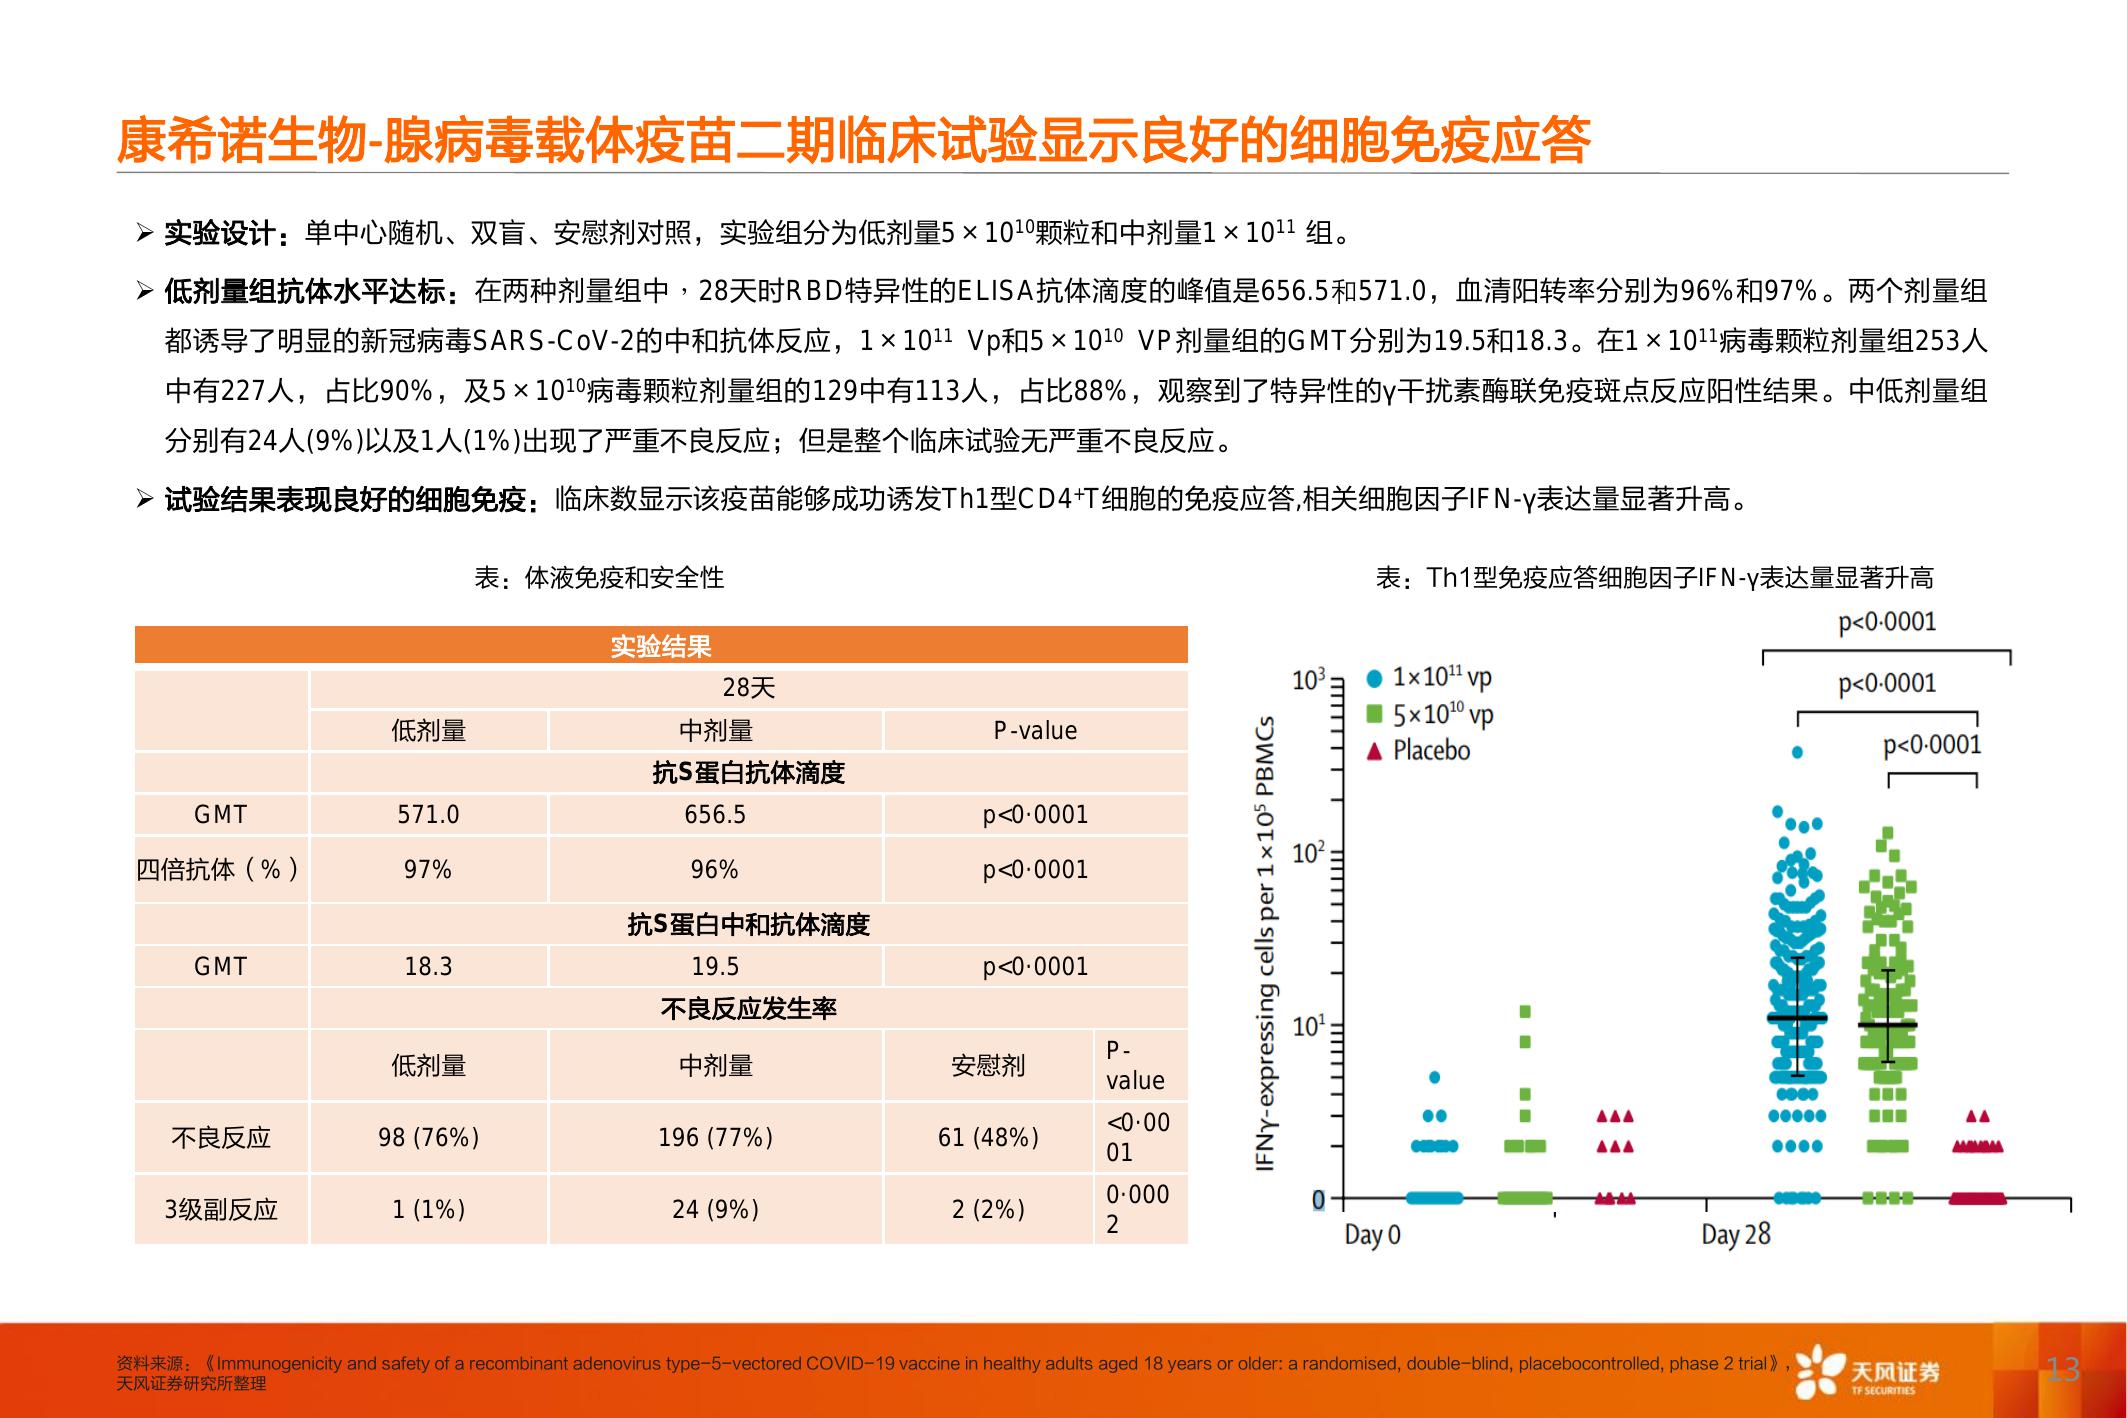 康希诺生物-腺病毒载体疫苗二期临床试验显示良好的细胞免疫应答
➢ 实验设计：单中心随机、双盲、安慰剂对照，实验组分为低剂量5×10¹⁰颗粒和中剂量1×10¹¹ 组。
➢ 低剂量组抗体水平达标：在两种剂量组中，28天时RBD特异性的ELISA抗体滴度的峰值是656.5和571.0，血清阳转率分别为96%和97%。两个剂量组
都诱导了明显的新冠病毒SARS-CoV-2的中和抗体反应，1×10¹¹ Vp和5×10¹⁰ VP剂量组的GMT分别为19.5和18.3。在1×10¹¹病毒颗粒剂量组253人
中有227人，占比90%，及5×10¹⁰病毒颗粒剂量组的129中有113人，占比88%，观察到了特异性的γ干扰素酶联免疫斑点反应阳性结果。中低剂量组
分别有24人(9%)以及1人(1%)出现了严重不良反应；但是整个临床试验无严重不良反应。
➢ 试验结果表现良好的细胞免疫：临床数显示该疫苗能够成功诱发Th1型CD4⁺T细胞的免疫应答,相关细胞因子IFN-γ表达量显著升高。
表：体液免疫和安全性
实验结果
28天
低剂量 中剂量 P-value
抗S蛋白抗体滴度
GMT 571.0 656.5 p<0·0001
四倍抗体（%） 97% 96% p<0·0001
抗S蛋白中和抗体滴度
GMT 18.3 19.5 p<0·0001
不良反应发生率
低剂量 中剂量 安慰剂 P-
value
不良反应 98 (76%) 196 (77%) 61 (48%) <0·00
01
3级副反应 1 (1%) 24 (9%) 2 (2%) 0·000
2
表：Th1型免疫应答细胞因子IFN-γ表达量显著升高
p<0·0001
p<0·0001
p<0·0001
1×10¹¹ vp
5×10¹⁰ vp
Placebo
IFNγ-expressing cells per 1×10⁵ PBMCs
10³
10²
10¹
0
Day 0 Day 28
资料来源：《Immunogenicity and safety of a recombinant adenovirus type-5-vectored COVID-19 vaccine in healthy adults aged 18 years or older: a randomised, double-blind, placebocontrolled, phase 2 trial》，
天风证券研究所整理
天风证券
TF SECURITIES
13